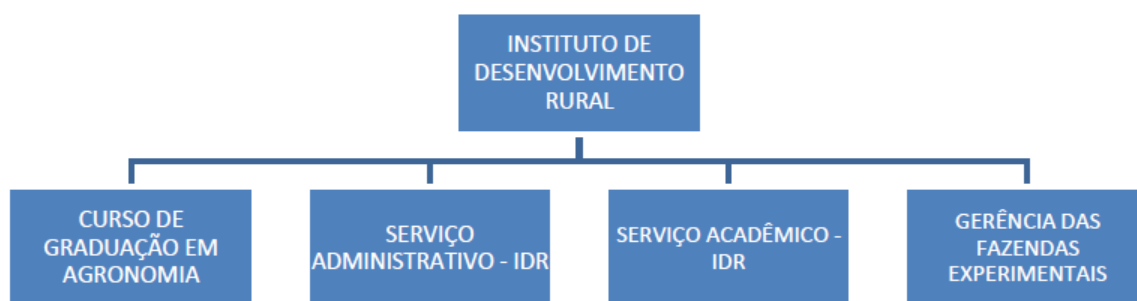 INSTITUTO DE
DESENVOLVIMENTO
RURAL
CURSO DE
GRADUAÇÃO EM
AGRONOMIA
SERVIÇO
ADMINISTRATIVO - IDR
SERVIÇO ACADÊMICO -
IDR
GERÊNCIA DAS
FAZENDAS
EXPERIMENTAIS